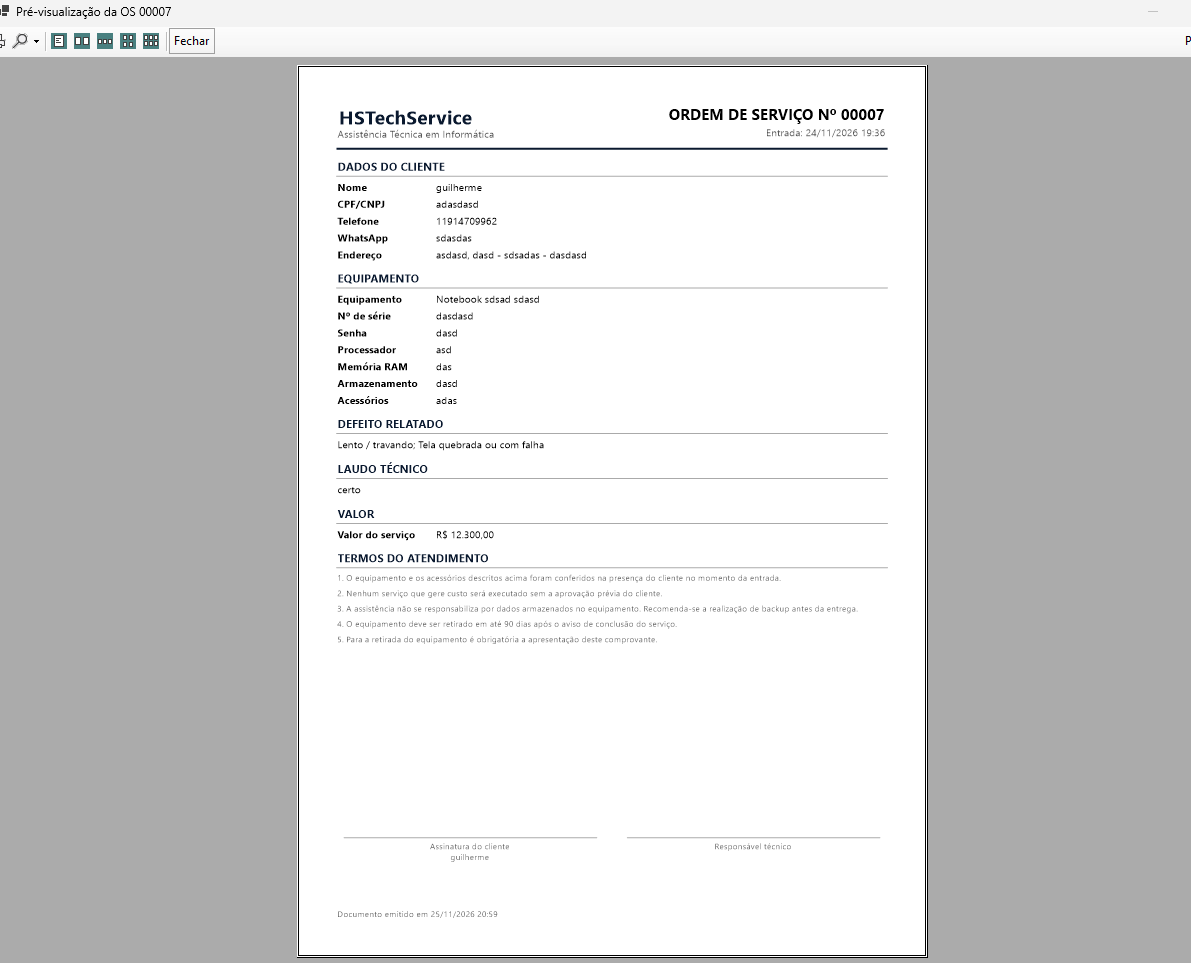 Pré-visualização da OS 00007
Fechar
P
HSTechService
Assistência Técnica em Informática
ORDEM DE SERVIÇO Nº 00007
Entrada: 24/11/2026 19:36
DADOS DO CLIENTE
Nome guilherme
CPF/CNPJ adasdasd
Telefone 11914709962
WhatsApp sdasdas
Endereço asdasd, dasd - sdsadas - dasdasd
EQUIPAMENTO
Equipamento Notebook sdsad sdasd
Nº de série dasdasd
Senha dasd
Processador asd
Memória RAM das
Armazenamento dasd
Acessórios adas
DEFEITO RELATADO
Lento / travando; Tela quebrada ou com falha
LAUDO TÉCNICO
certo
VALOR
Valor do serviço R$ 12.300,00
TERMOS DO ATENDIMENTO
1. O equipamento e os acessórios descritos acima foram conferidos na presença do cliente no momento da entrada.
2. Nenhum serviço que gere custo será executado sem a aprovação prévia do cliente.
3. A assistência não se responsabiliza por dados armazenados no equipamento. Recomenda-se a realização de backup antes da entrega.
4. O equipamento deve ser retirado em até 90 dias após o aviso de conclusão do serviço.
5. Para a retirada do equipamento é obrigatória a apresentação deste comprovante.
Assinatura do cliente
guilherme
Responsável técnico
Documento emitido em 25/11/2026 20:59